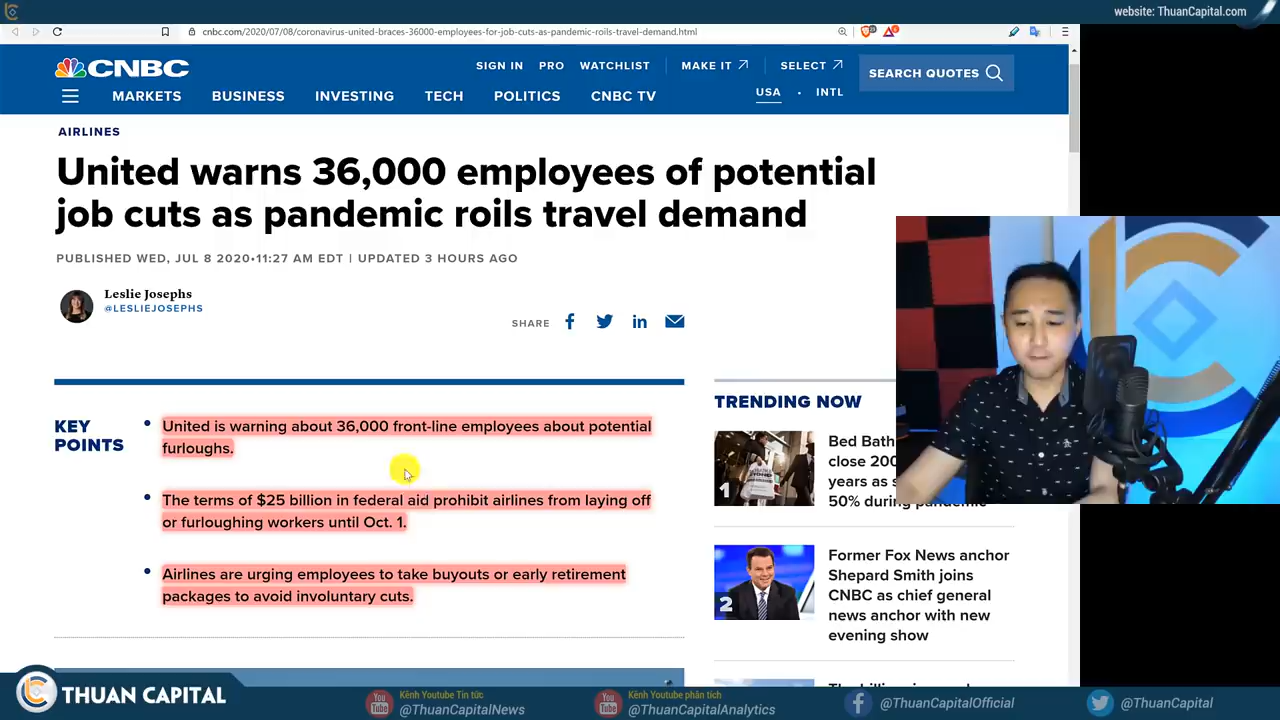 website: ThuanCapital.com
cnbc.com/2020/07/08/coronavirus-united-braces-36000-employees-for-job-cuts-as-pandemic-roils-travel-demand.html
CNBC
SIGN IN PRO WATCHLIST MAKE IT SELECT
SEARCH QUOTES
USA · INTL
MARKETS BUSINESS INVESTING TECH POLITICS CNBC TV
AIRLINES
United warns 36,000 employees of potential
job cuts as pandemic roils travel demand
PUBLISHED WED, JUL 8 2020•11:27 AM EDT | UPDATED 3 HOURS AGO
Leslie Josephs
@LESLIEJOSEPHS
SHARE
KEY
POINTS
• United is warning about 36,000 front-line employees about potential
furloughs.
• The terms of $25 billion in federal aid prohibit airlines from laying off
or furloughing workers until Oct. 1.
• Airlines are urging employees to take buyouts or early retirement
packages to avoid involuntary cuts.
TRENDING NOW
1
Bed Bath
close 200
years as s
50% during pandemic
2
Former Fox News anchor
Shepard Smith joins
CNBC as chief general
news anchor with new
evening show
THUAN CAPITAL
You Tube
Kênh Youtube Tin tức
@ThuanCapitalNews
You Tube
Kênh Youtube phân tích
@ThuanCapitalAnalytics
@ThuanCapitalOfficial
@ThuanCapital